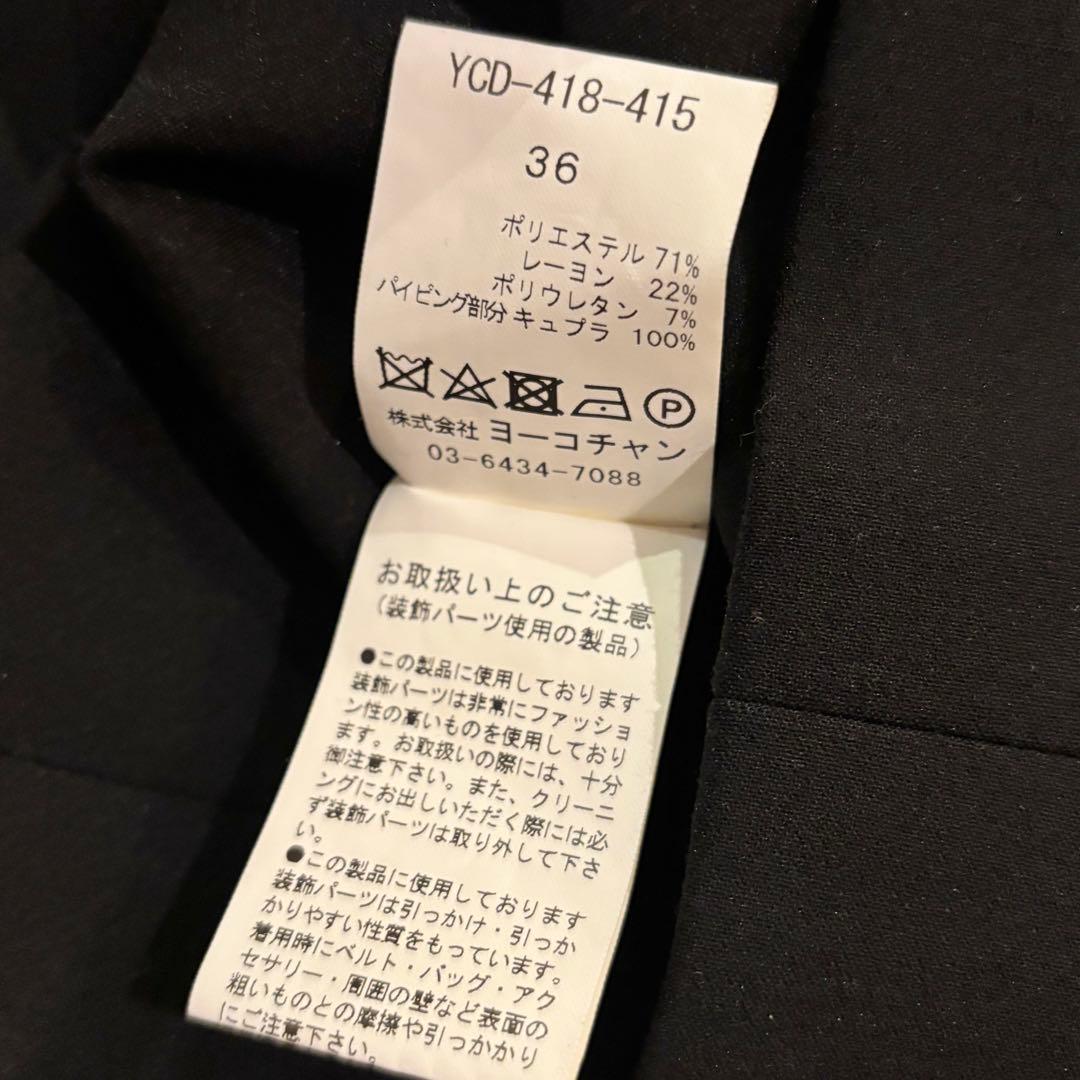 YCD-418-415
36
ポリエステル 71%
レーヨン 22%
ポリウレタン 7%
パイピング部分 キュプラ 100%
P
株式会社 ヨーコチャン
03-6434-7088
お取扱い上のご注意
(装飾パーツ使用の製品)
●この製品に使用しております
装飾パーツは非常にファッショ
ン性の高いものを使用しており
ます。お取扱いの際には、十分
御注意下さい。また、クリーニ
ングにお出しいただく際には必
ず装飾パーツは取り外して下さ
い。
●この製品に使用しております
装飾パーツは引っかけ・引っか
かりやすい性質をもっています。
着用時にベルト・バッグ・アク
セサリー・周囲の壁など表面の
粗いものとの摩擦や引っかかり
にご注意下さい。